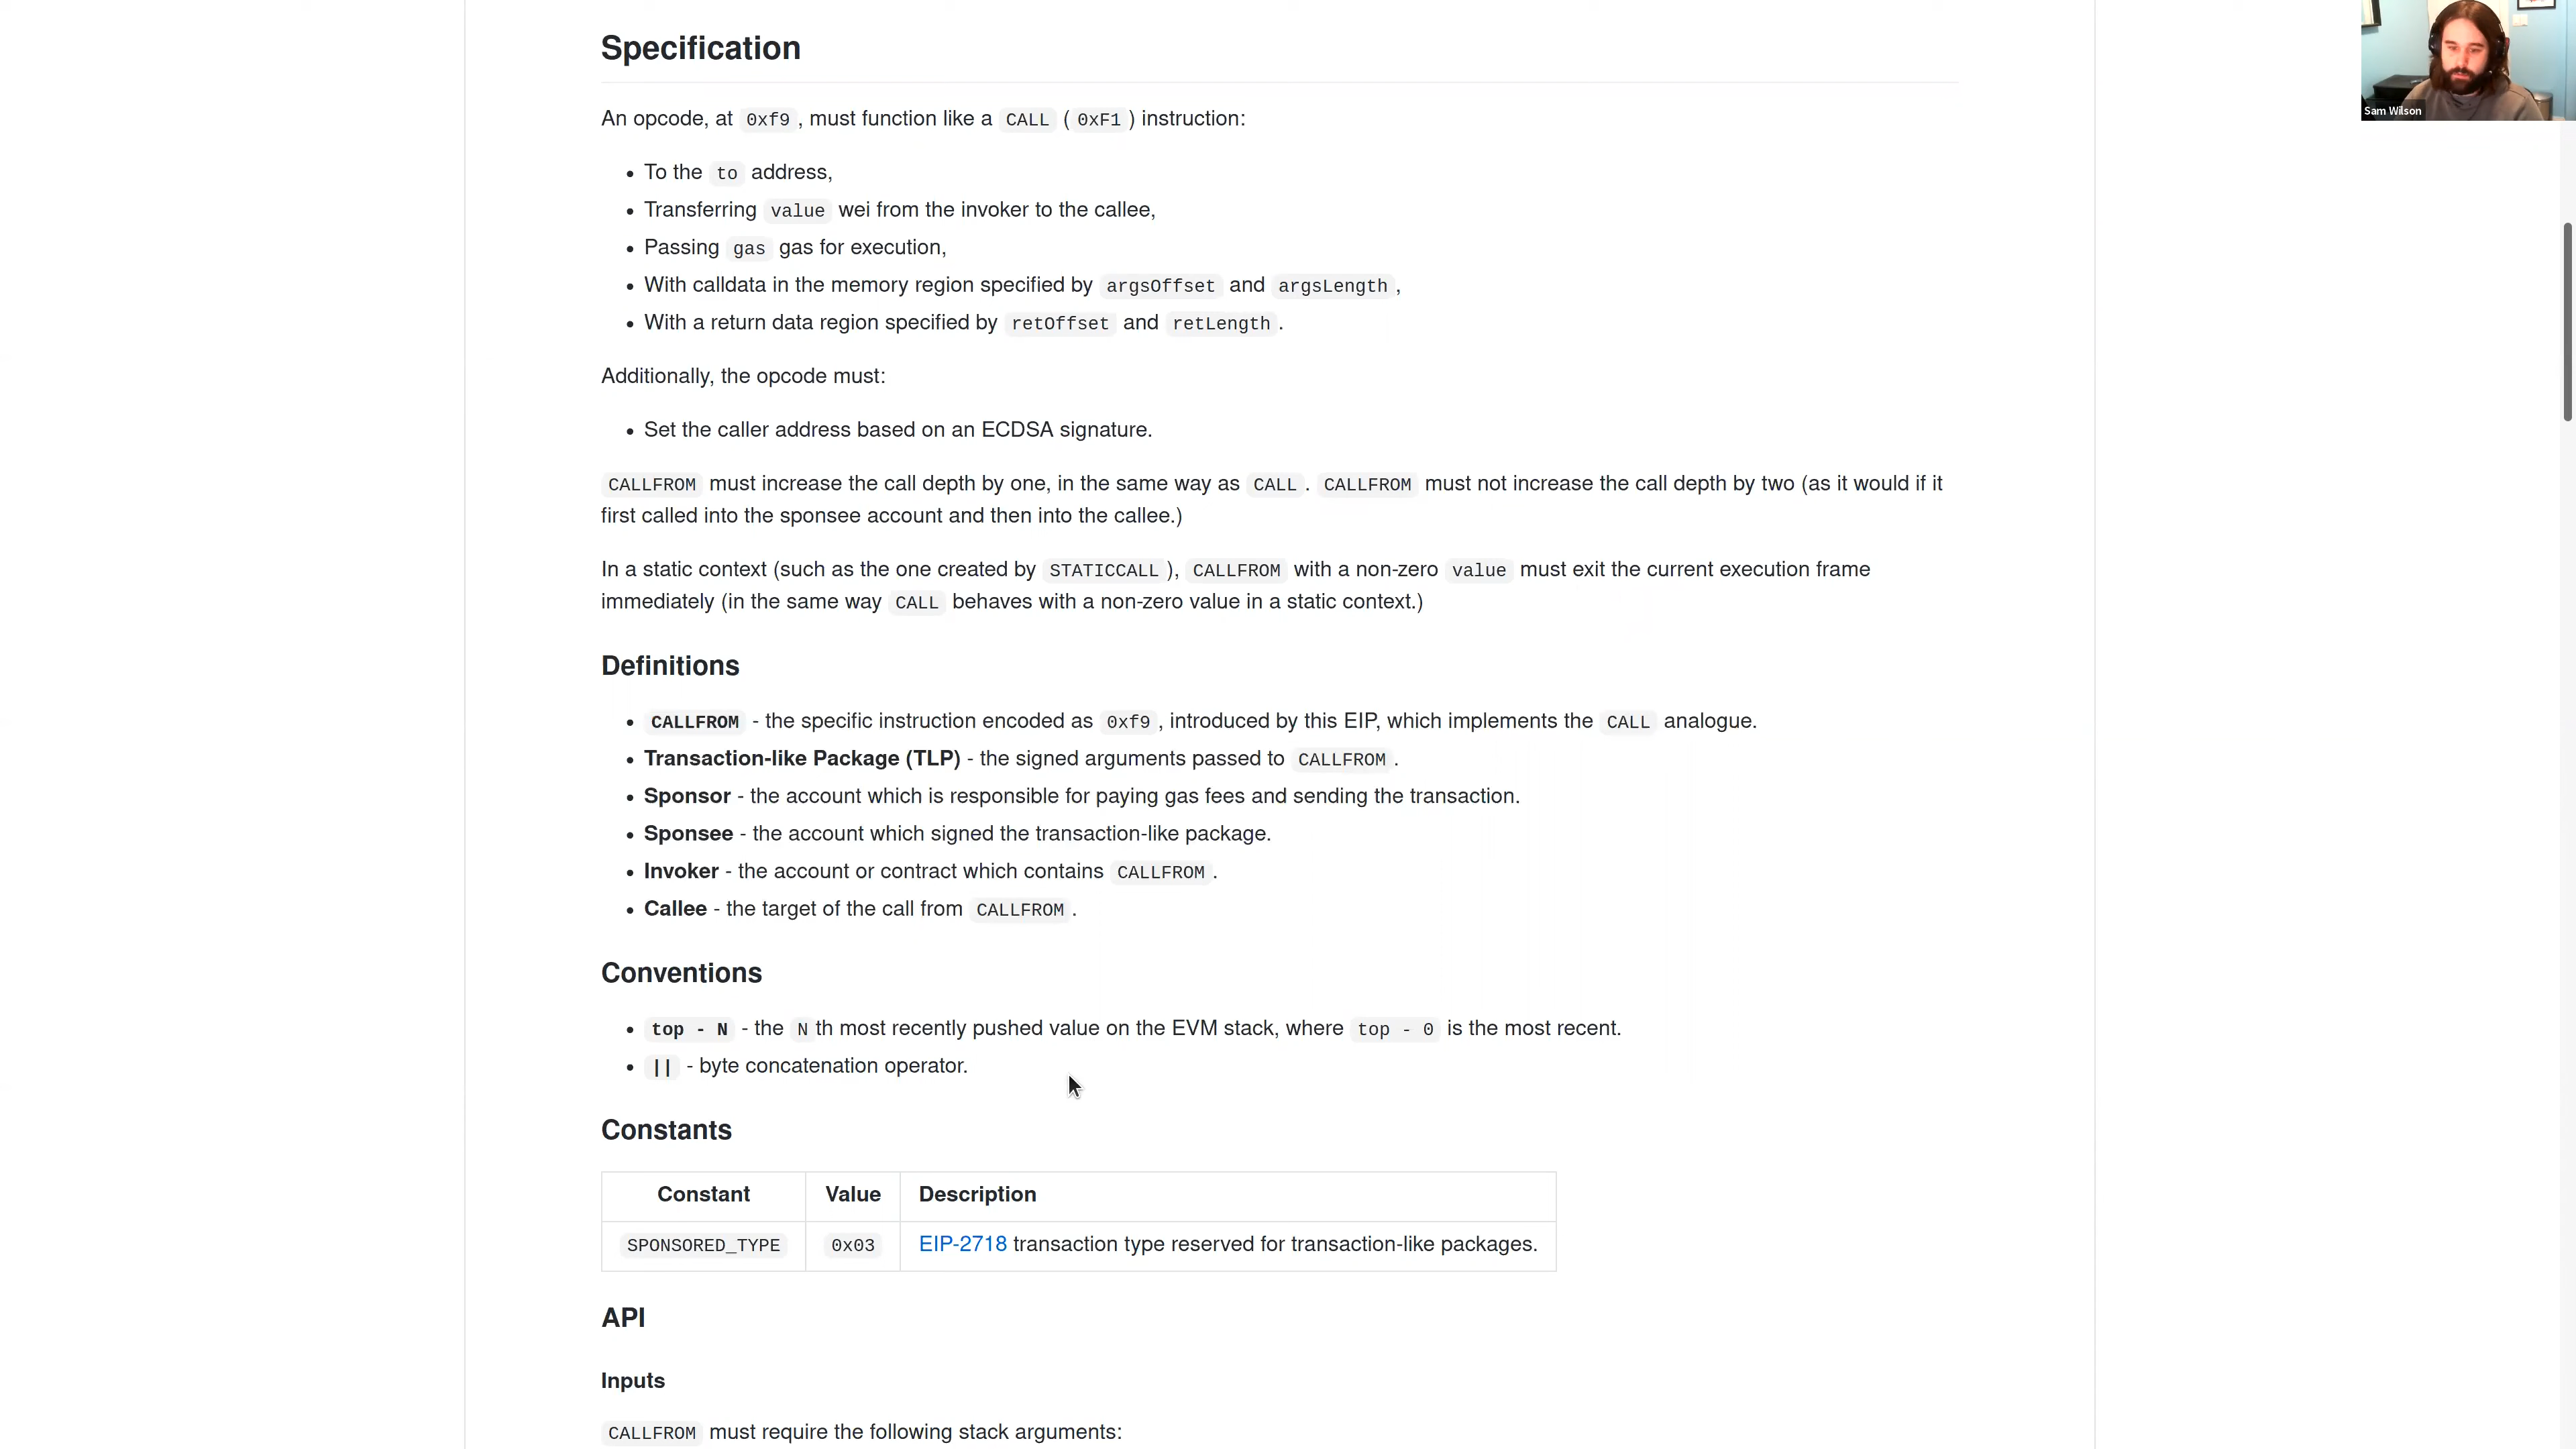 Specification
Sam Wilson
An opcode, at 0xf9, must function like a CALL (0xF1) instruction:
To the to address,
Transferring value wei from the invoker to the callee,
Passing gas gas for execution,
With calldata in the memory region specified by argsOffset and argsLength,
With a return data region specified by retOffset and retLength.
Additionally, the opcode must:
Set the caller address based on an ECDSA signature.
CALLFROM must increase the call depth by one, in the same way as CALL. CALLFROM must not increase the call depth by two (as it would if it
first called into the sponsee account and then into the callee.)
In a static context (such as the one created by STATICCALL), CALLFROM with a non-zero value must exit the current execution frame
immediately (in the same way CALL behaves with a non-zero value in a static context.)
Definitions
CALLFROM - the specific instruction encoded as 0xf9, introduced by this EIP, which implements the CALL analogue.
Transaction-like Package (TLP) - the signed arguments passed to CALLFROM.
Sponsor - the account which is responsible for paying gas fees and sending the transaction.
Sponsee - the account which signed the transaction-like package.
Invoker - the account or contract which contains CALLFROM.
Callee - the target of the call from CALLFROM.
Conventions
top - N - the Nth most recently pushed value on the EVM stack, where top - 0 is the most recent.
|| - byte concatenation operator.
Constants
Constant Value Description
SPONSORED_TYPE 0x03 EIP-2718 transaction type reserved for transaction-like packages.
API
Inputs
CALLFROM must require the following stack arguments: